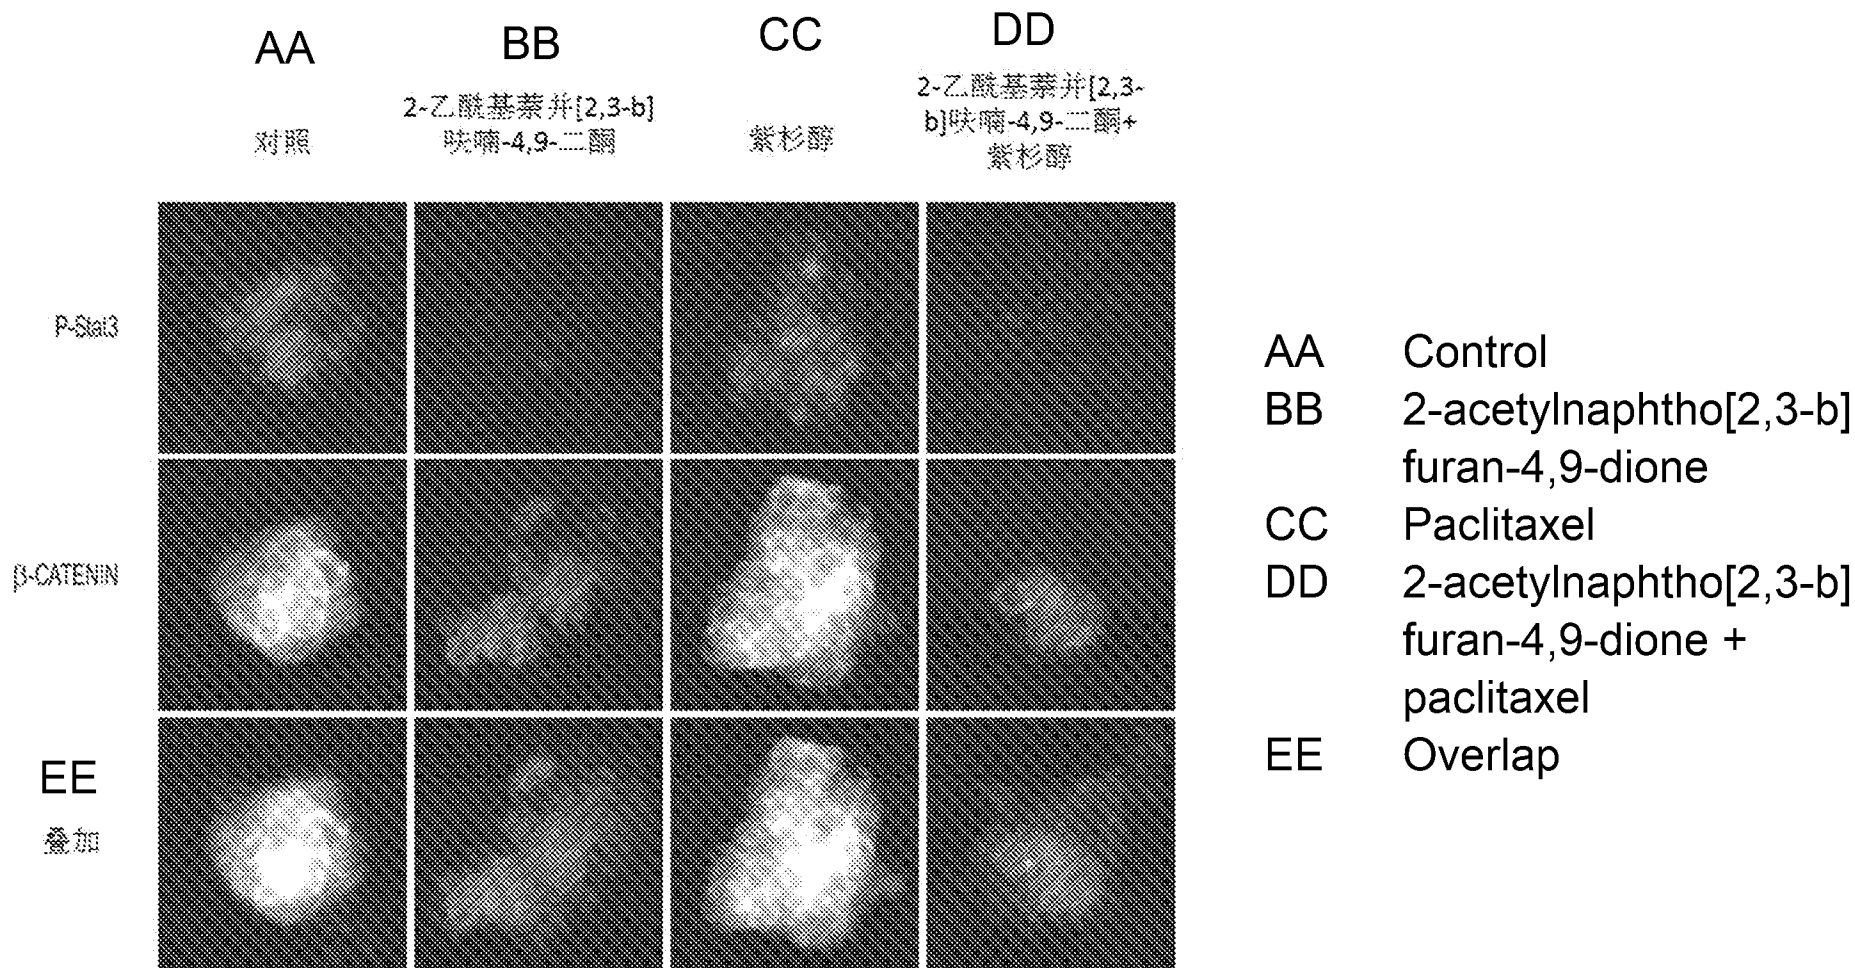 AA
BB
CC
DD
对照
2-乙酰基萘并[2,3-b]
呋喃-4,9-二酮
紫杉醇
2-乙酰基萘并[2,3-
b]呋喃-4,9-二酮+
紫杉醇
P-Stat3
β-CATENIN
EE
叠加
AA Control
BB 2-acetylnaphtho[2,3-b]
furan-4,9-dione
CC Paclitaxel
DD 2-acetylnaphtho[2,3-b]
furan-4,9-dione +
paclitaxel
EE Overlap